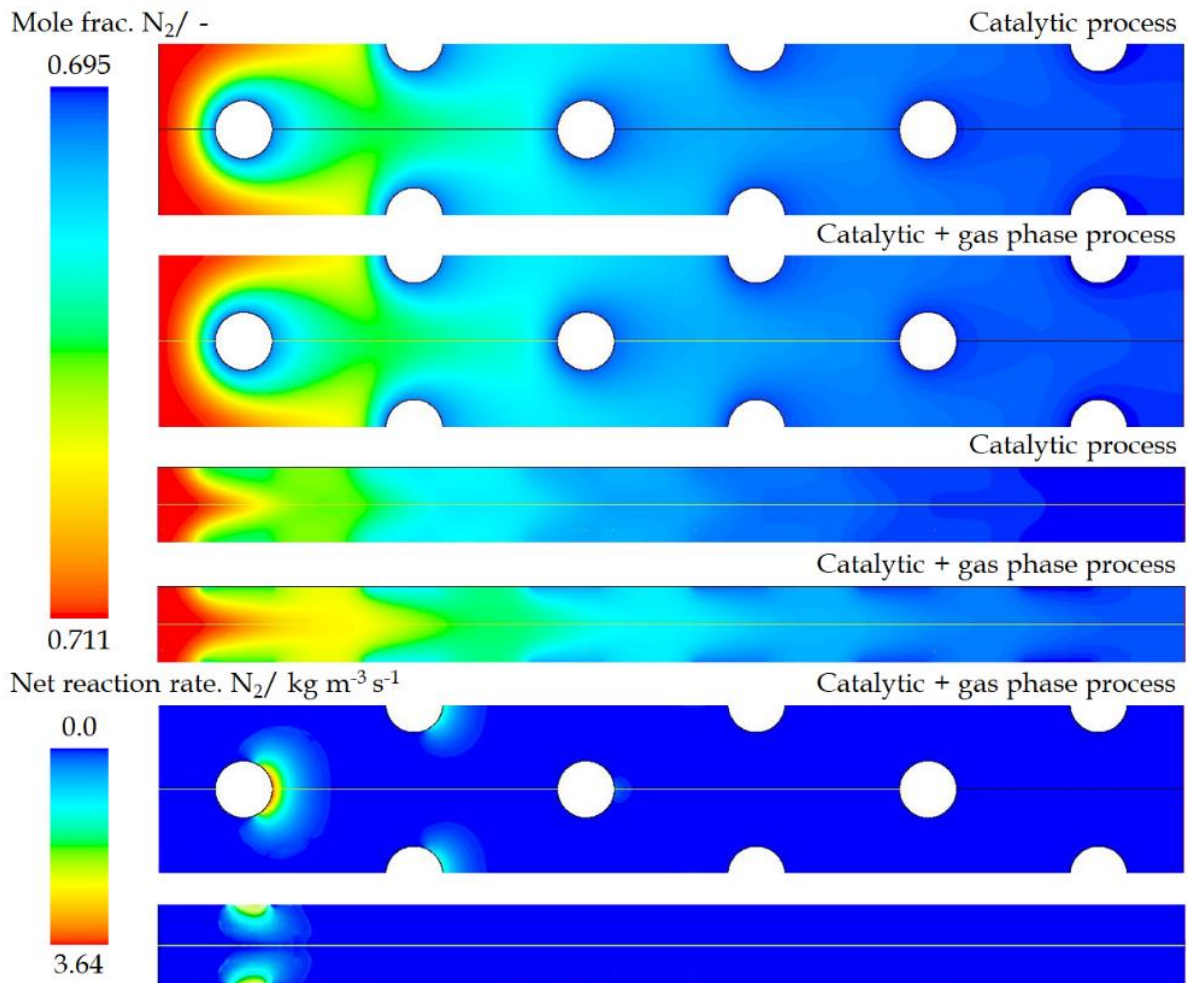 Mole frac. N₂/ -
Catalytic process
0.695
Catalytic + gas phase process
Catalytic process
Catalytic + gas phase process
0.711
Net reaction rate. N₂/ kg m⁻³ s⁻¹
Catalytic + gas phase process
0.0
3.64